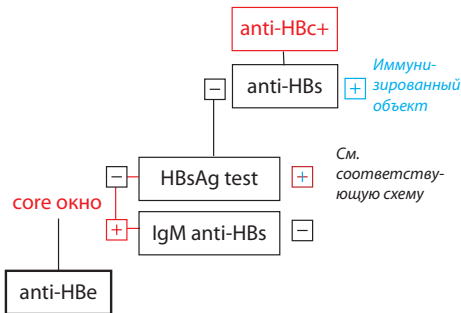 anti-HBc+
− anti-HBs +
Иммуни-
зированный
объект
− HBsAg test +
См.
соответству-
ющую схему
core окно
+ IgM anti-HBs −
anti-HBe